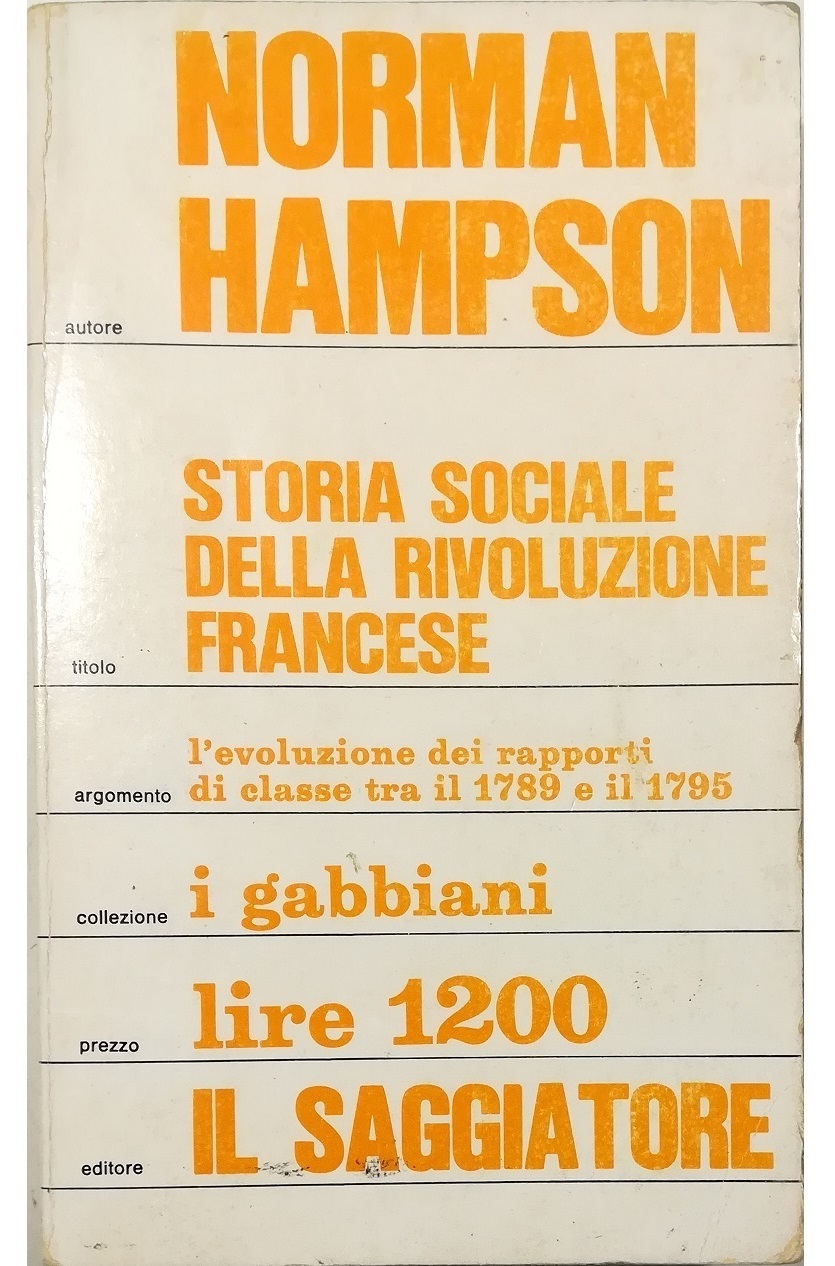 NORMAN
HAMPSON
autore
STORIA SOCIALE
DELLA RIVOLUZIONE
FRANCESE
titolo
l'evoluzione dei rapporti
argomento di classe tra il 1789 e il 1795
collezione i gabbiani
prezzo lire 1200
editore IL SAGGIATORE